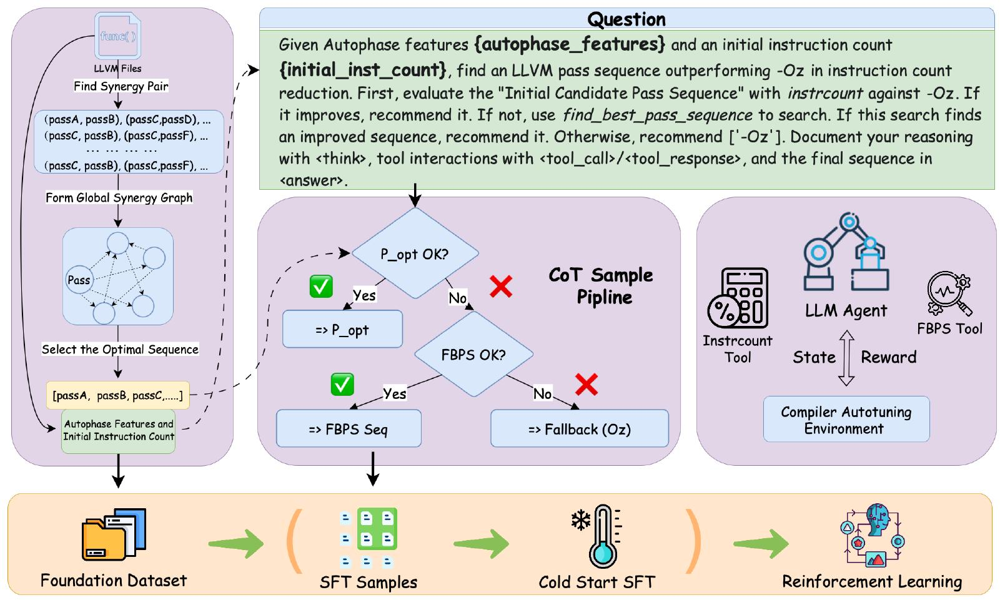 func( )
LLVM Files
Find Synergy Pair
(passA, passB), (passC,passD), ...
(passC, passB), (passC,passF), ...
... ... ... ...
(passC, passB), (passC,passF), ...
Form Global Synergy Graph
Pass
Select the Optimal Sequence
[passA, passB, passC,.....]
Autophase Features and
Initial Instruction Count
Question
Given Autophase features {autophase_features} and an initial instruction count
{initial_inst_count}, find an LLVM pass sequence outperforming -Oz in instruction count
reduction. First, evaluate the "Initial Candidate Pass Sequence" with instrcount against -Oz. If
it improves, recommend it. If not, use find_best_pass_sequence to search. If this search finds
an improved sequence, recommend it. Otherwise, recommend ['-Oz']. Document your reasoning
with <think>, tool interactions with <tool_call>/<tool_response>, and the final sequence in
<answer>.
P_opt OK?
Yes
No
=> P_opt
CoT Sample
Pipline
FBPS OK?
Yes
No
=> FBPS Seq
=> Fallback (Oz)
LLM Agent
Instrcount
Tool
FBPS Tool
State
Reward
Compiler Autotuning
Environment
Foundation Dataset
SFT Samples
Cold Start SFT
Reinforcement Learning